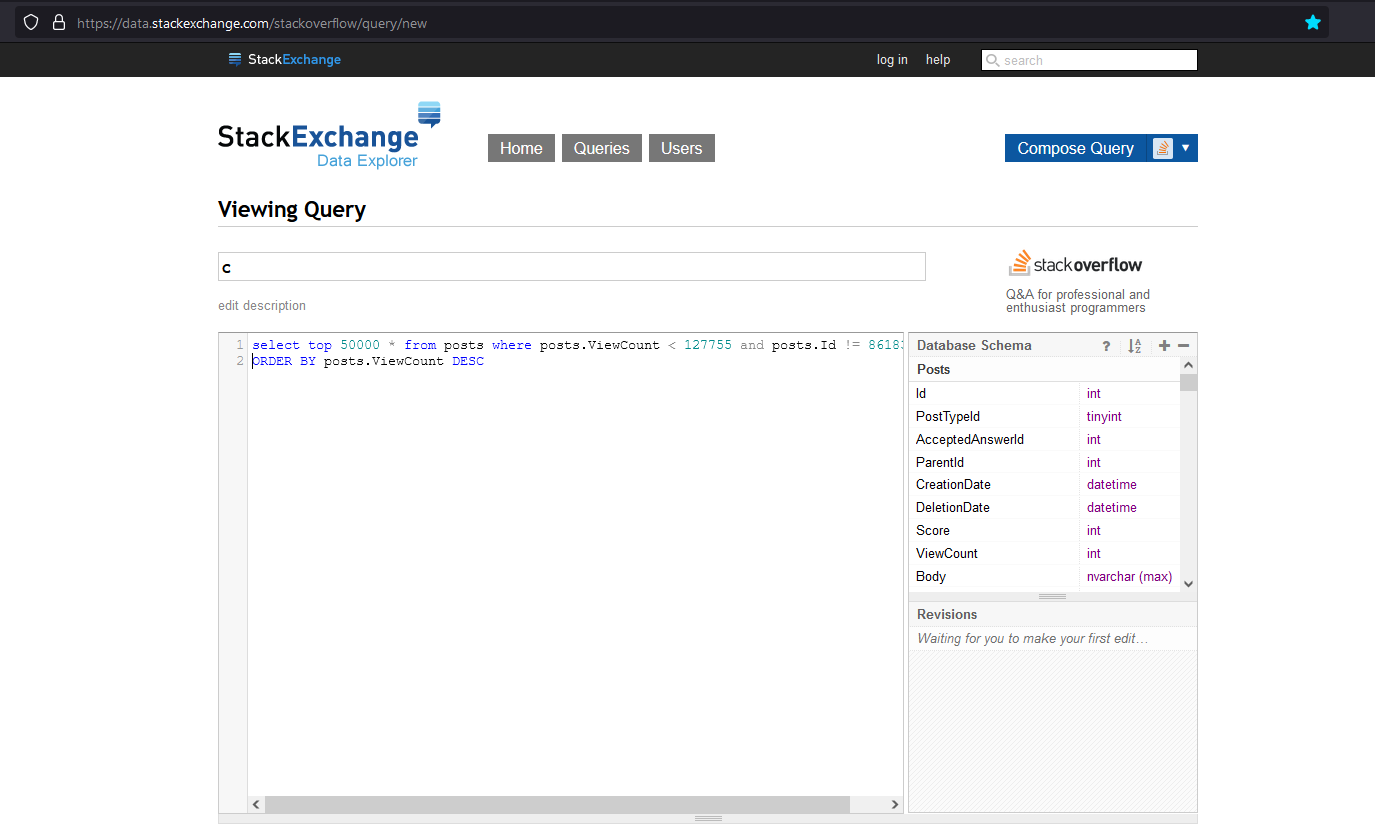 https://data.stackexchange.com/stackoverflow/query/new
StackExchange
log in
help
search
StackExchange
Data Explorer
Home
Queries
Users
Compose Query
Viewing Query
c
edit description
stackoverflow
Q&A for professional and
enthusiast programmers
1 select top 50000 * from posts where posts.ViewCount < 127755 and posts.Id != 8618
2 ORDER BY posts.ViewCount DESC
Database Schema
?
Posts
Id int
PostTypeId tinyint
AcceptedAnswerId int
ParentId int
CreationDate datetime
DeletionDate datetime
Score int
ViewCount int
Body nvarchar (max)
Revisions
Waiting for you to make your first edit…